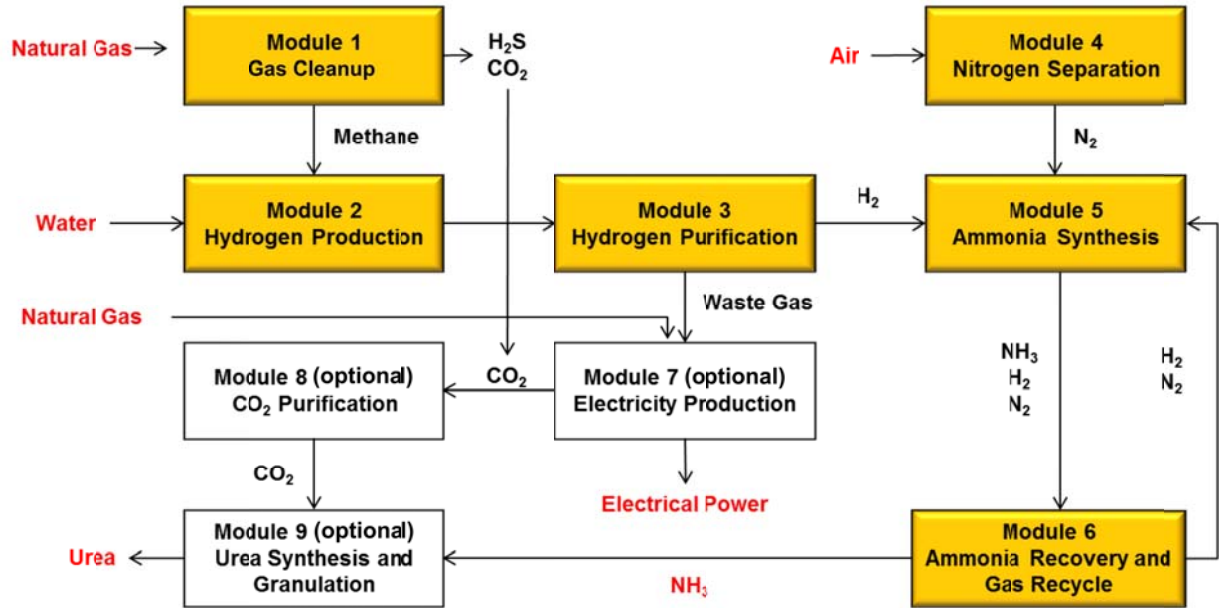 Natural Gas
Module 1
Gas Cleanup
H₂S
CO₂
Air
Module 4
Nitrogen Separation
Methane
N₂
Water
Module 2
Hydrogen Production
Module 3
Hydrogen Purification
H₂
Module 5
Ammonia Synthesis
Waste Gas
Natural Gas
Module 8 (optional)
CO₂ Purification
CO₂
Module 7 (optional)
Electricity Production
NH₃
H₂
N₂
H₂
N₂
CO₂
Electrical Power
Urea
Module 9 (optional)
Urea Synthesis and
Granulation
NH₃
Module 6
Ammonia Recovery and
Gas Recycle